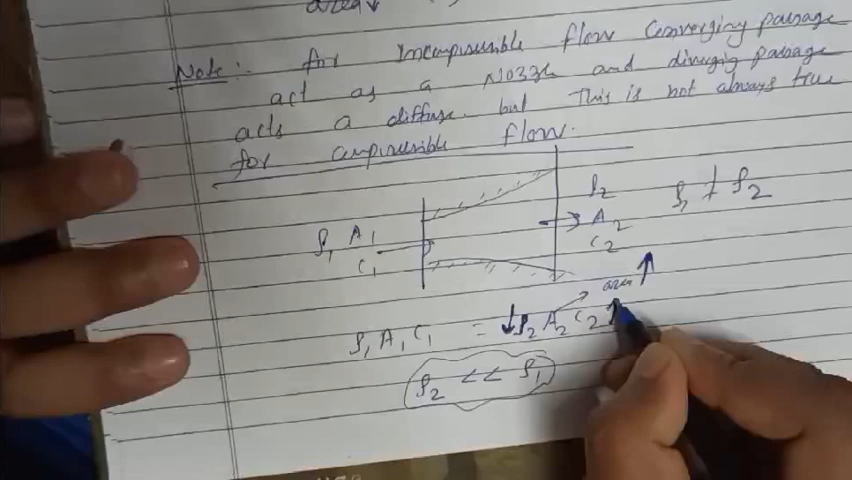 area↓
Note:- for Incompressible flow Converging passage
act as a Nozzle and diverging passage
acts a diffuser. but This is not always true
for compressible flow.
ρ1 A1 C1
ρ2 A2 C2
ρ1 ≠ ρ2
area ↑
ρ1 A1 C1 = ↓ρ2 A2 C2 ↑
ρ2 << ρ1